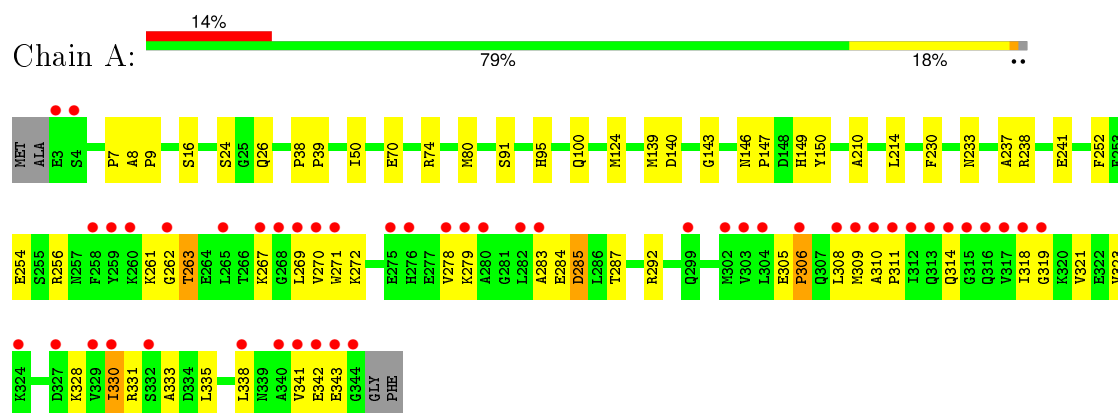 14%
Chain A:
79% 18%
MET ALA E3 S4 P7 A8 P9 S16 S24 G25 Q26 P38 P39 I50 E70 R74 M80 S91 H95 Q100 M124 M139 D140 G143 N146 P147 D148 H149 Y150 A210 L214 F230 N233 A237 R238 E241 F252 E253
E254 S255 R256 N257 F258 Y259 K260 K261 G262 T263 E264 L265 T266 K267 G268 L269 V270 W271 K272 E275 H276 E277 V278 K279 A280 G281 L282 A283 E284 D285 L286 T287 R292 Q299 M302 V303 L304 E305 P306 Q307 L308 M309 A310 P311 I312 Q313 Q314 G315 Q316 V317 I318 G319 K320 V321 E322 V323
K324 D327 K328 V329 I330 R331 S332 A333 D334 L335 L338 N339 A340 V341 E342 E343 G344 GLY PHE